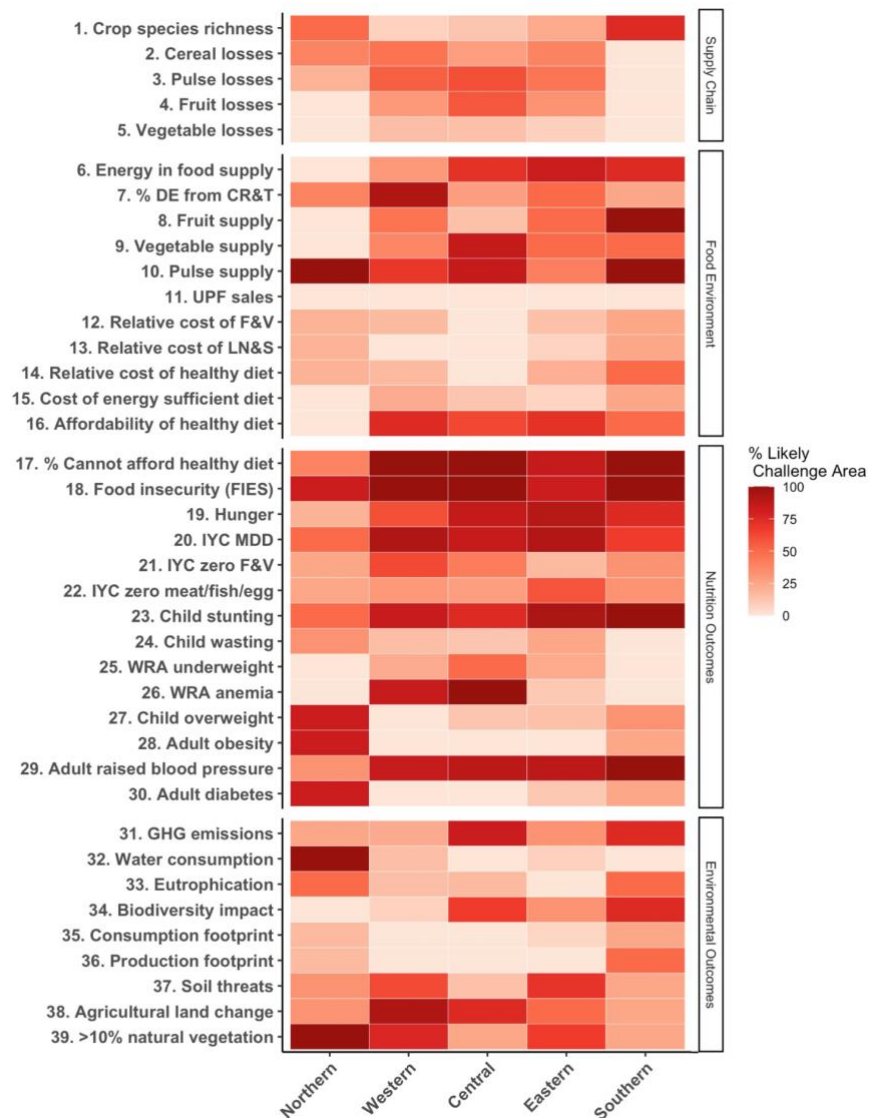 1. Crop species richness
2. Cereal losses
3. Pulse losses
4. Fruit losses
5. Vegetable losses
Supply Chain
6. Energy in food supply
7. % DE from CR&T
8. Fruit supply
9. Vegetable supply
10. Pulse supply
11. UPF sales
12. Relative cost of F&V
13. Relative cost of LN&S
14. Relative cost of healthy diet
15. Cost of energy sufficient diet
16. Affordability of healthy diet
Food Environment
17. % Cannot afford healthy diet
18. Food insecurity (FIES)
19. Hunger
20. IYC MDD
21. IYC zero F&V
22. IYC zero meat/fish/egg
23. Child stunting
24. Child wasting
25. WRA underweight
26. WRA anemia
27. Child overweight
28. Adult obesity
29. Adult raised blood pressure
30. Adult diabetes
Nutrition Outcomes
31. GHG emissions
32. Water consumption
33. Eutrophication
34. Biodiversity impact
35. Consumption footprint
36. Production footprint
37. Soil threats
38. Agricultural land change
39. >10% natural vegetation
Environmental Outcomes
Northern
Western
Central
Eastern
Southern
% Likely
Challenge Area
100
75
50
25
0